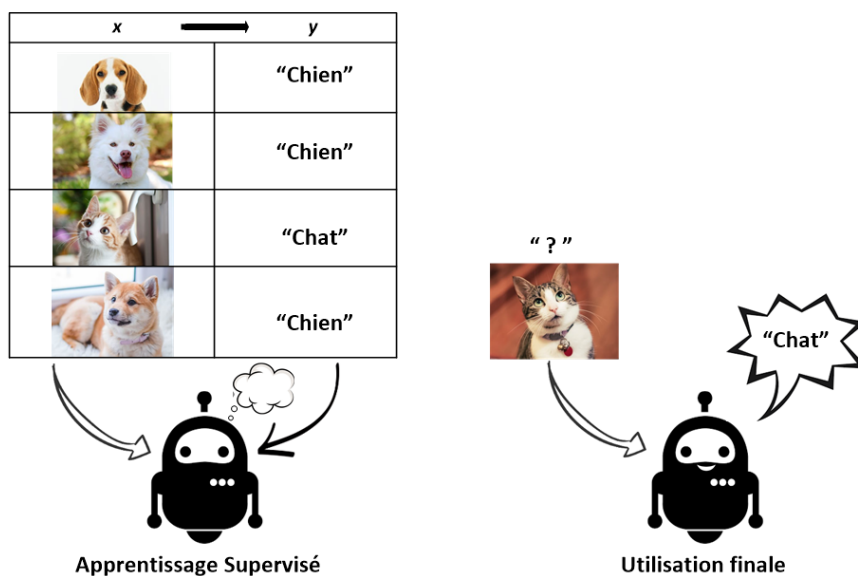 x y
“Chien”
“Chien”
“Chat”
“Chien”
“ ? ”
“Chat”
Apprentissage Supervisé
Utilisation finale